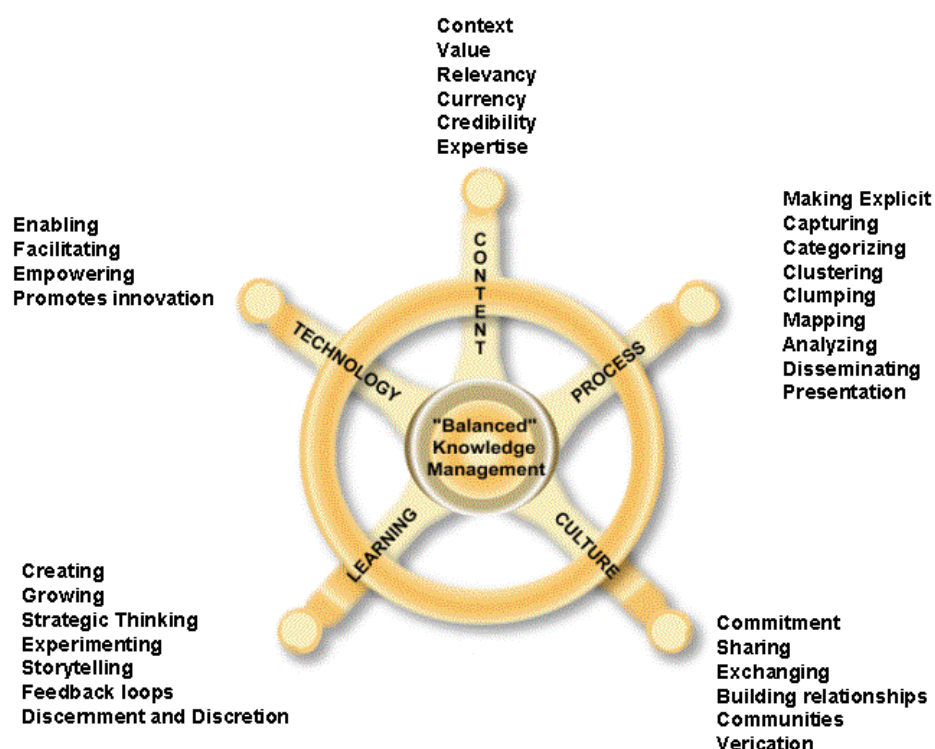 Context
Value
Relevancy
Currency
Credibility
Expertise
Enabling
Facilitating
Empowering
Promotes innovation
Making Explicit
Capturing
Categorizing
Clustering
Clumping
Mapping
Analyzing
Disseminating
Presentation
CONTENT
TECHNOLOGY
PROCESS
"Balanced"
Knowledge
Management
LEARNING
CULTURE
Creating
Growing
Strategic Thinking
Experimenting
Storytelling
Feedback loops
Discernment and Discretion
Commitment
Sharing
Exchanging
Building relationships
Communities
Verication